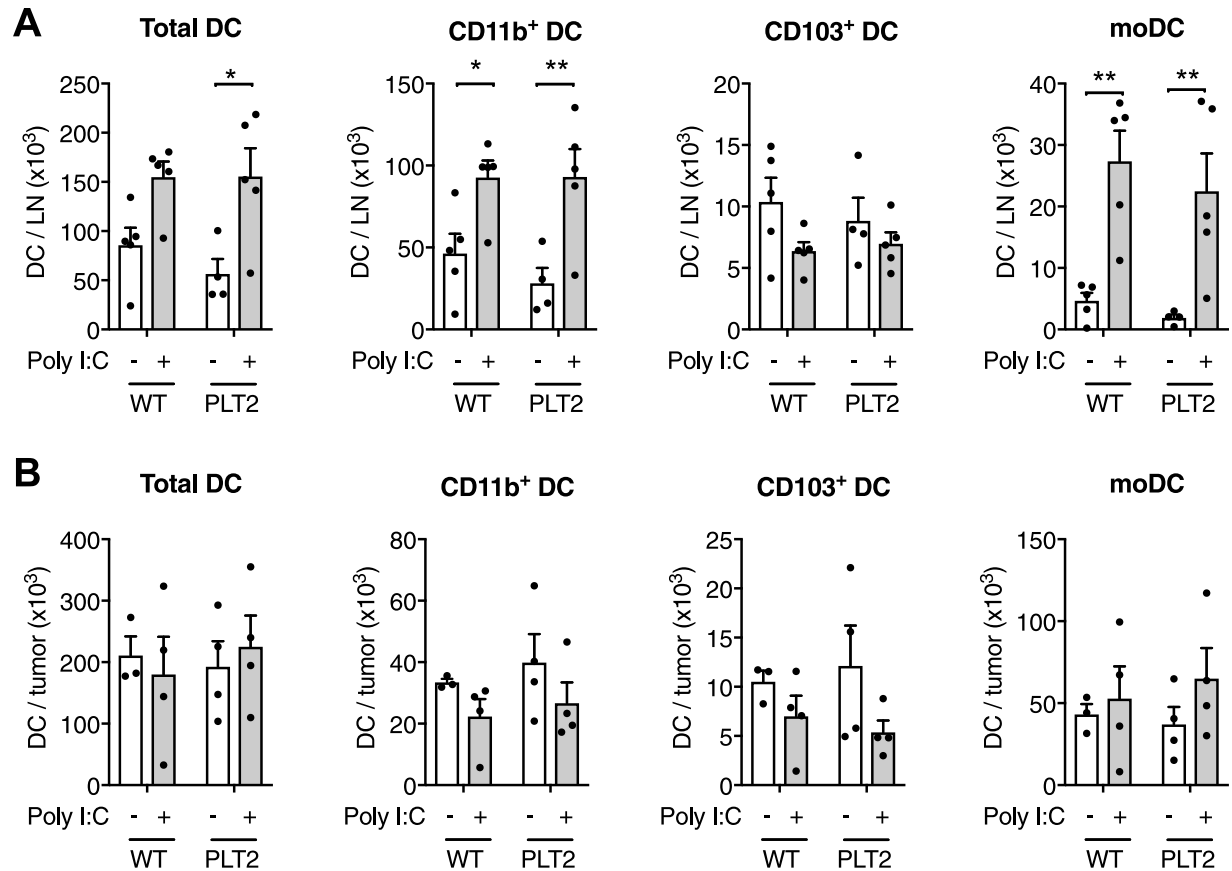 A
Total DC
CD11b⁺ DC
CD103⁺ DC
moDC
DC / LN (x10³)
250
200
150
100
50
0
*
Poly I:C - + - +
WT PLT2
DC / LN (x10³)
150
100
50
0
* **
Poly I:C - + - +
WT PLT2
DC / LN (x10³)
20
15
10
5
0
Poly I:C - + - +
WT PLT2
DC / LN (x10³)
40
30
20
10
0
** **
Poly I:C - + - +
WT PLT2
B
Total DC
CD11b⁺ DC
CD103⁺ DC
moDC
DC / tumor (x10³)
400
300
200
100
0
Poly I:C - + - +
WT PLT2
DC / tumor (x10³)
80
60
40
20
0
Poly I:C - + - +
WT PLT2
DC / tumor (x10³)
25
20
15
10
5
0
Poly I:C - + - +
WT PLT2
DC / tumor (x10³)
150
100
50
0
Poly I:C - + - +
WT PLT2